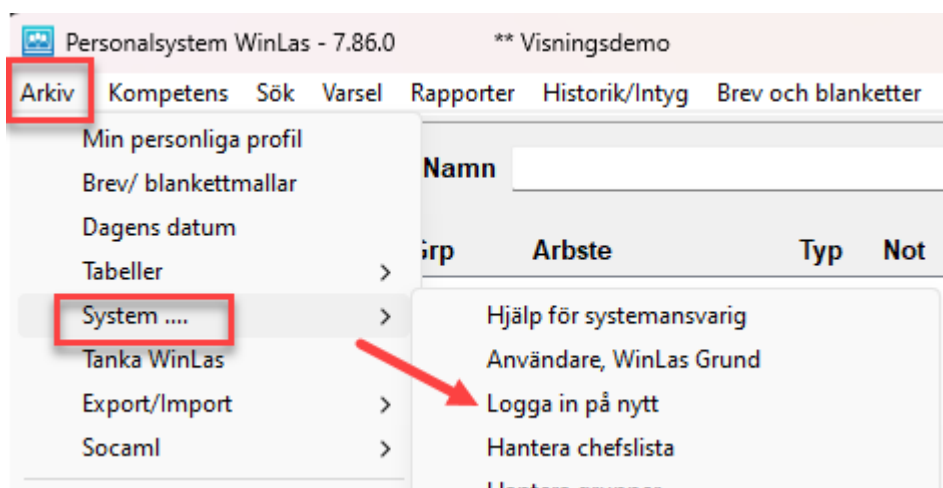 Personalsystem WinLas - 7.86.0 ** Visningsdemo
Arkiv Kompetens Sök Varsel Rapporter Historik/Intyg Brev och blanketter
Min personliga profil
Namn
Brev/ blankettmallar
Dagens datum
Arbste Typ Not
Tabeller >
System .... >
Hjälp för systemansvarig
Tanka WinLas
Användare, WinLas Grund
Export/Import >
Logga in på nytt
Socaml >
Hantera chefslista